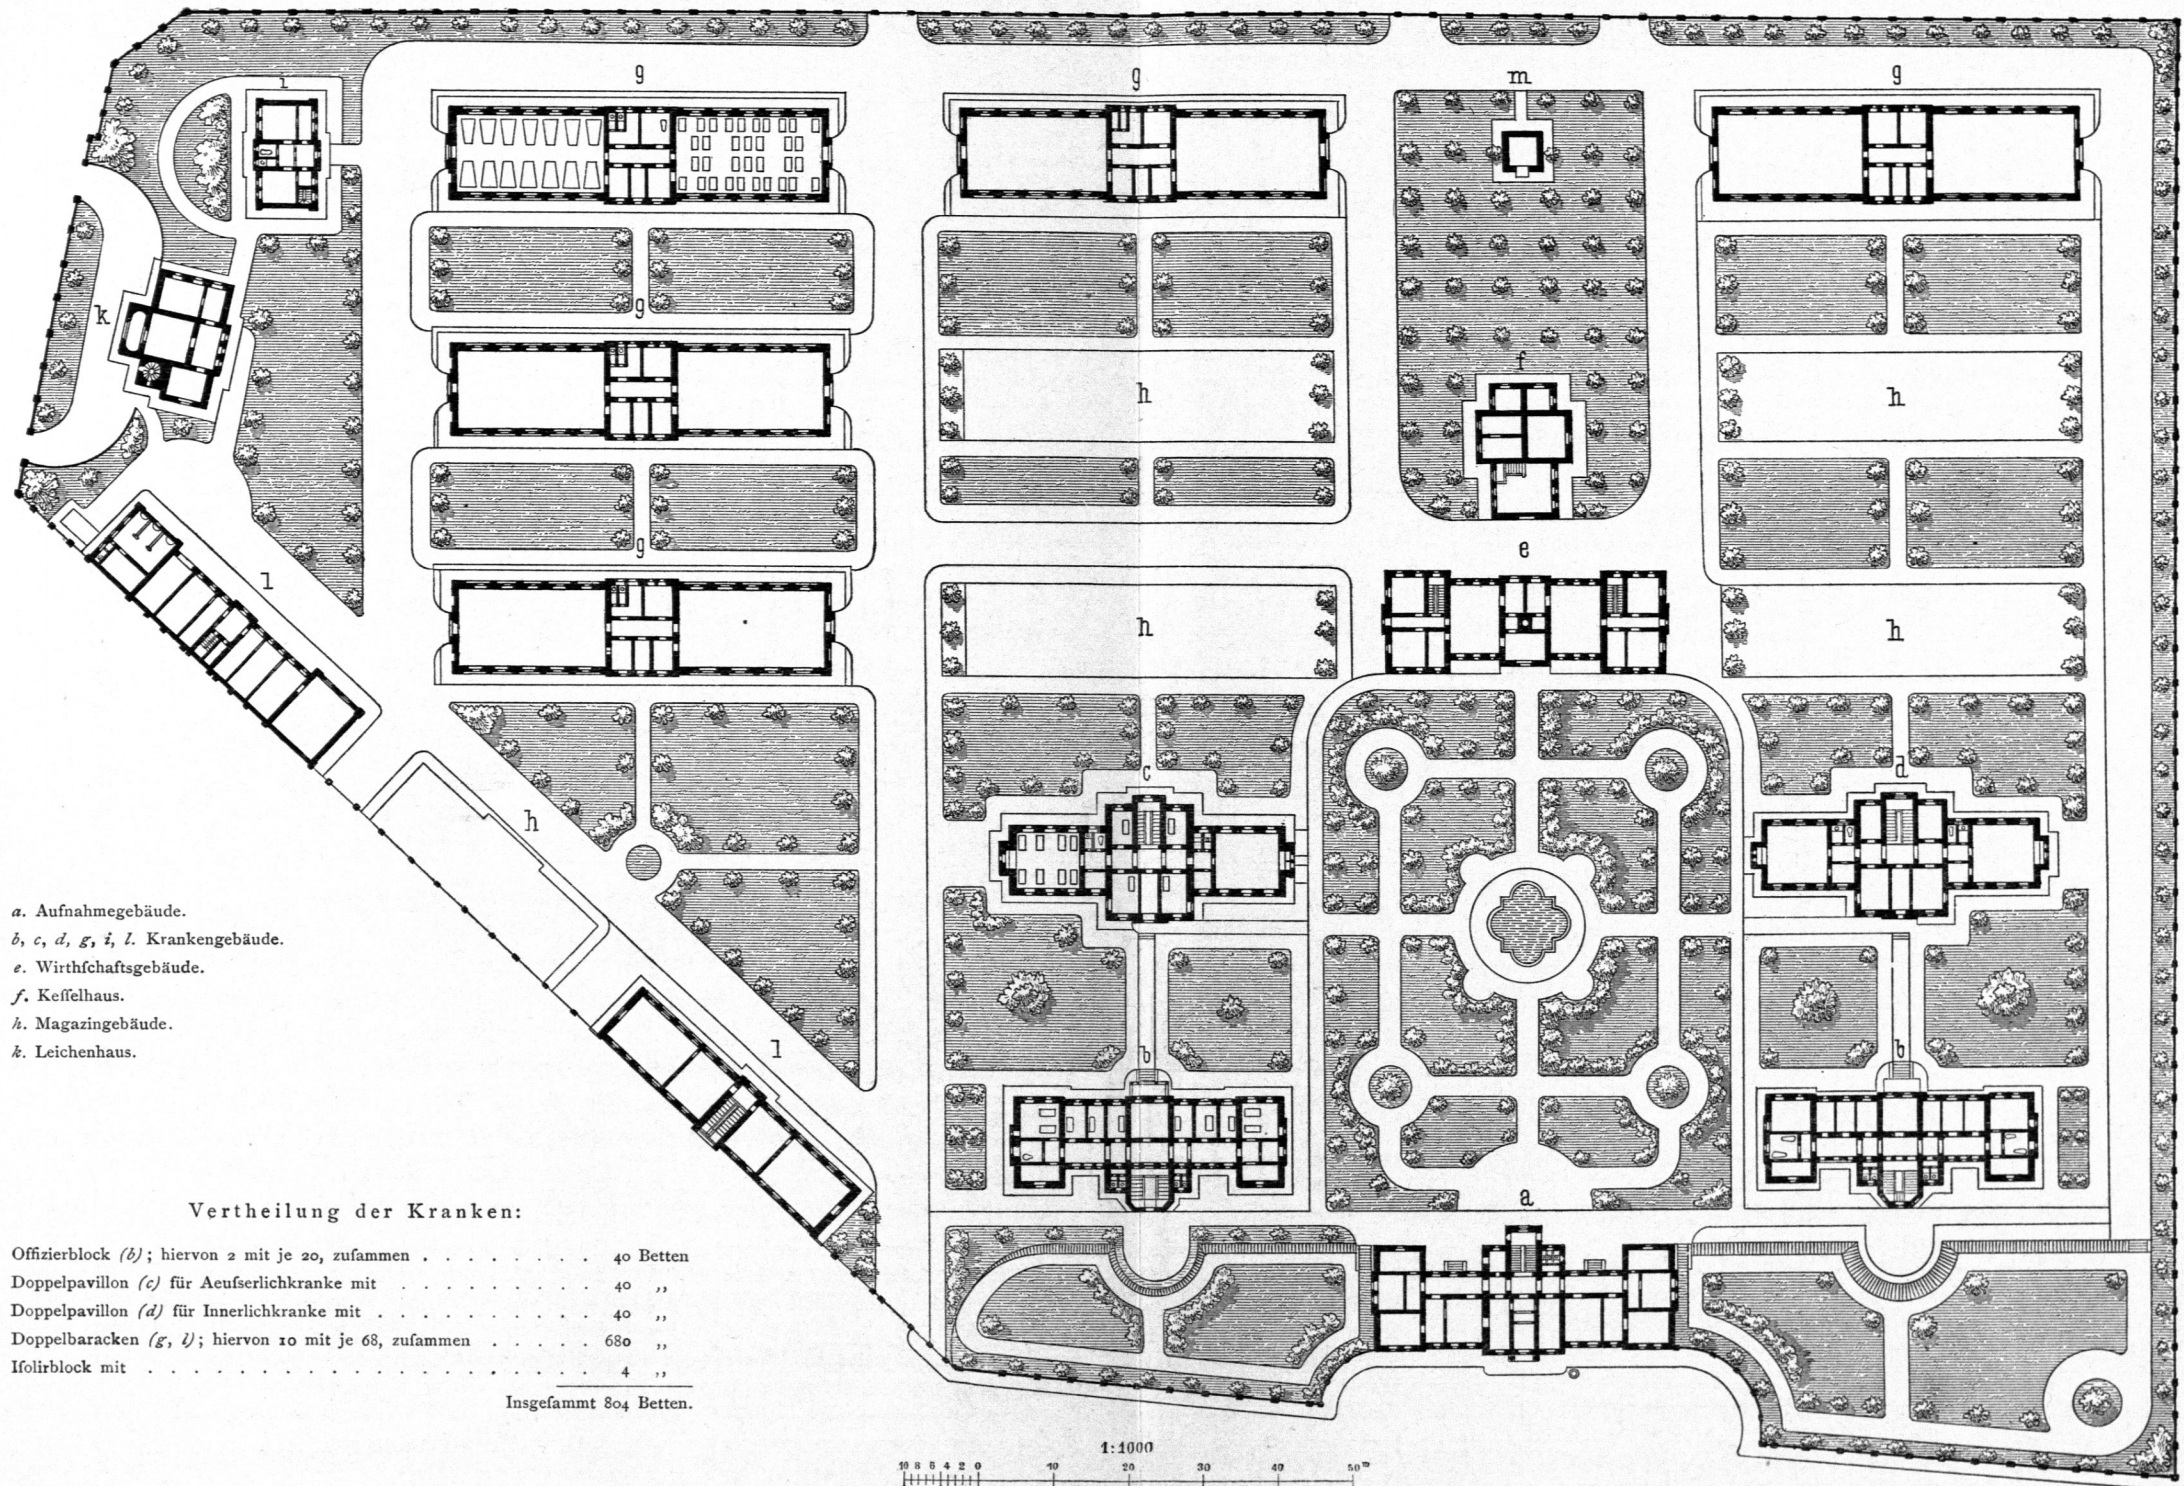 g
g
m
g
i
g
k
f
h
h
e
g
l
h
h
c
d
h
a. Aufnahmegebäude.
b, c, d, g, i, l. Krankengebäude.
e. Wirthſchaftsgebäude.
f. Keſſelhaus.
h. Magazingebäude.
k. Leichenhaus.
l
b
b
a
Vertheilung der Kranken:
Offizierblock (b); hiervon 2 mit je 20, zuſammen . . . . . . . 40 Betten
Doppelpavillon (c) für Aeuſserlichkranke mit . . . . . . . . 40 ,,
Doppelpavillon (d) für Innerlichkranke mit . . . . . . . . . 40 ,,
Doppelbaracken (g, l); hiervon 10 mit je 68, zuſammen . . . . . 680 ,,
Iſolirblock mit . . . . . . . . . . . . . . . . . . 4 ,,
Insgeſammt 804 Betten.
1:1000
10 8 6 4 2 0 10 20 30 40 50 m